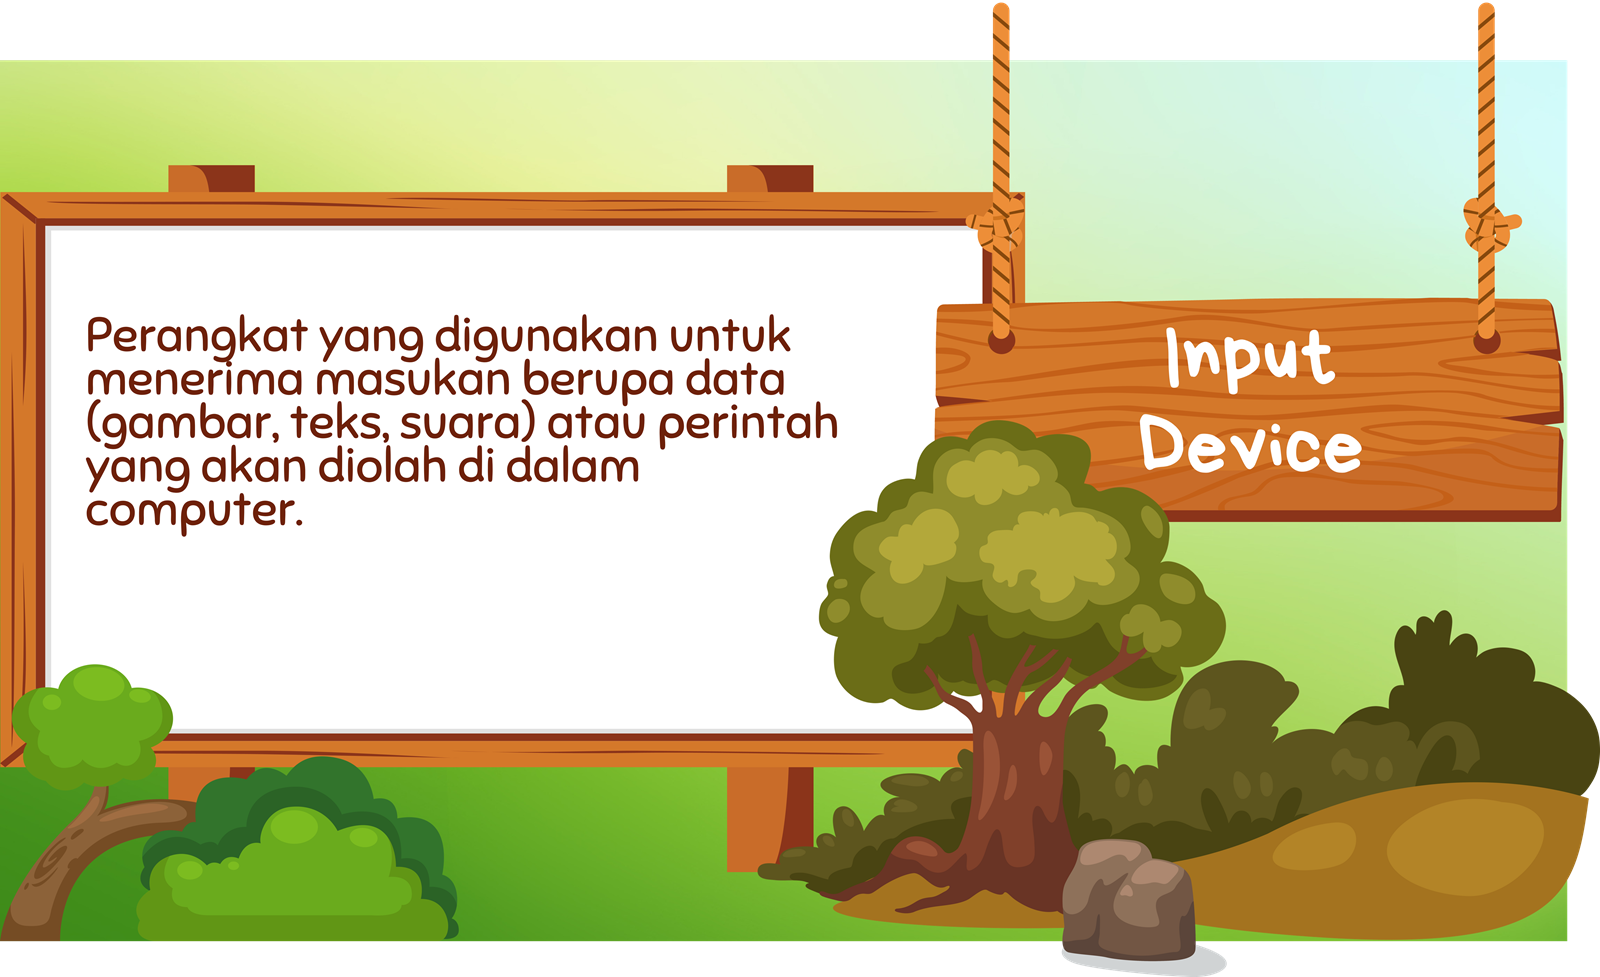 Perangkat yang digunakan untuk
menerima masukan berupa data
(gambar, teks, suara) atau perintah
yang akan diolah di dalam
computer.
Input
Device